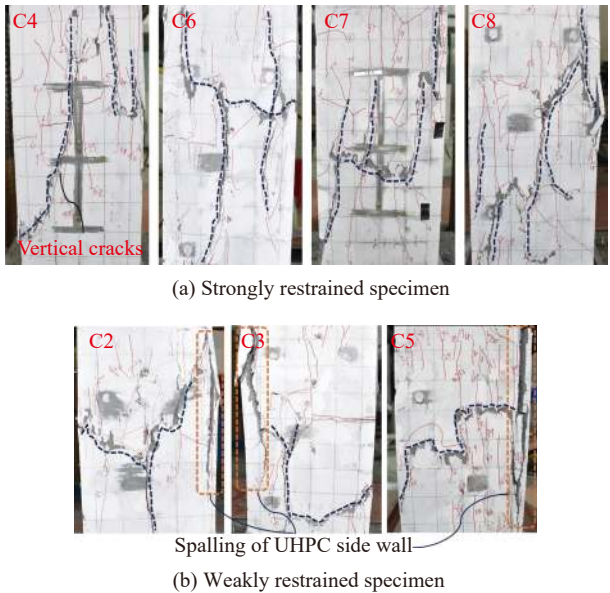 C4
C6
C7
C8
Vertical cracks
(a) Strongly restrained specimen
C2
C3
C5
Spalling of UHPC side wall
(b) Weakly restrained specimen